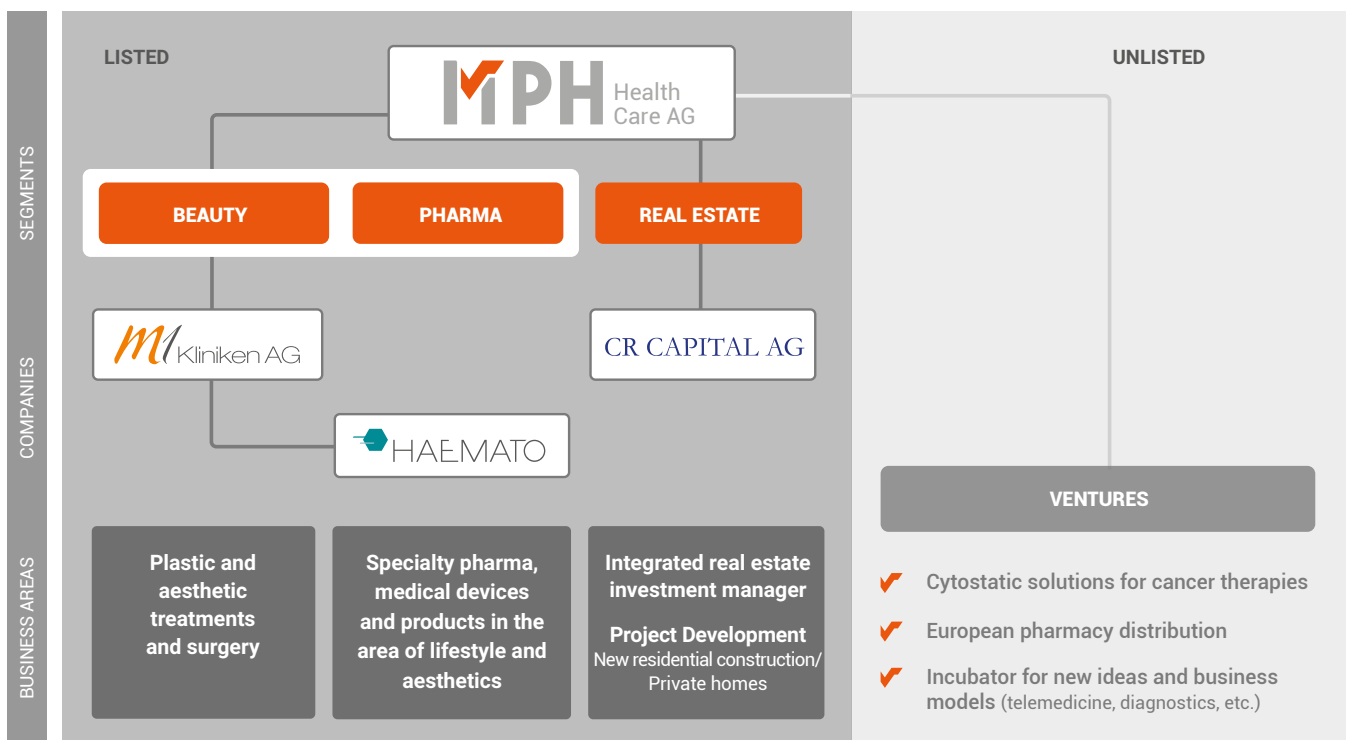 LISTED
UNLISTED
MPH Health
Care AG
SEGMENTS
BEAUTY
PHARMA
REAL ESTATE
COMPANIES
m1 Kliniken AG
CR CAPITAL AG
HAEMATO
VENTURES
BUSINESS AREAS
Plastic and
aesthetic
treatments
and surgery
Specialty pharma,
medical devices
and products in the
area of lifestyle and
aesthetics
Integrated real estate
investment manager
Project Development
New residential construction/
Private homes
Cytostatic solutions for cancer therapies
European pharmacy distribution
Incubator for new ideas and business
models (telemedicine, diagnostics, etc.)